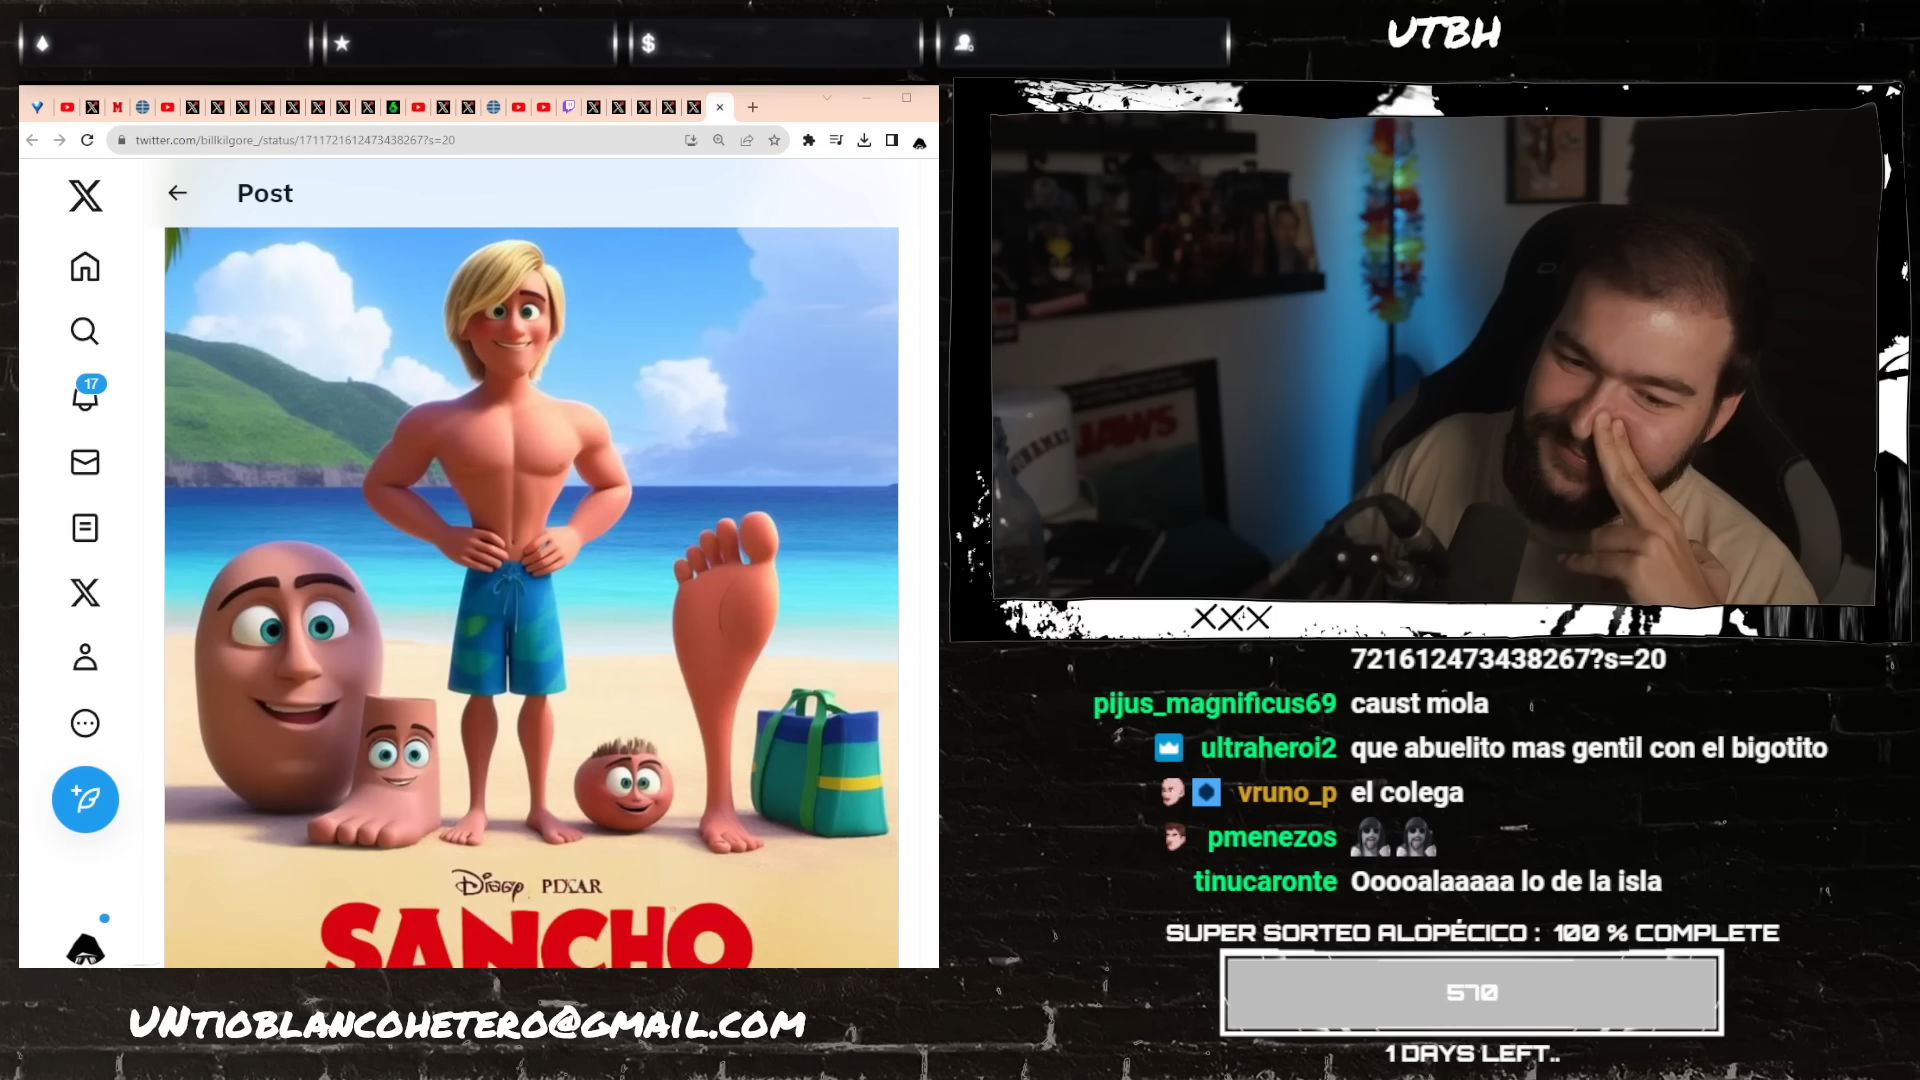 UTBH
twitter.com/billkilgore_/status/1711721612473438267?s=20
Post
17
Disney PIXAR
SANCHO
JAWS
XXX
721612473438267?s=20
pijus_magnificus69 caust mola
ultraheroi2 que abuelito mas gentil con el bigotito
vruno_p el colega
pmenezos
tinucaronte Ooooalaaaaa lo de la isla
SUPER SORTEO ALOPÉCICO : 100 % COMPLETE
570
1 DAYS LEFT..
UNTIOBLANCOHETERO@GMAIL.COM